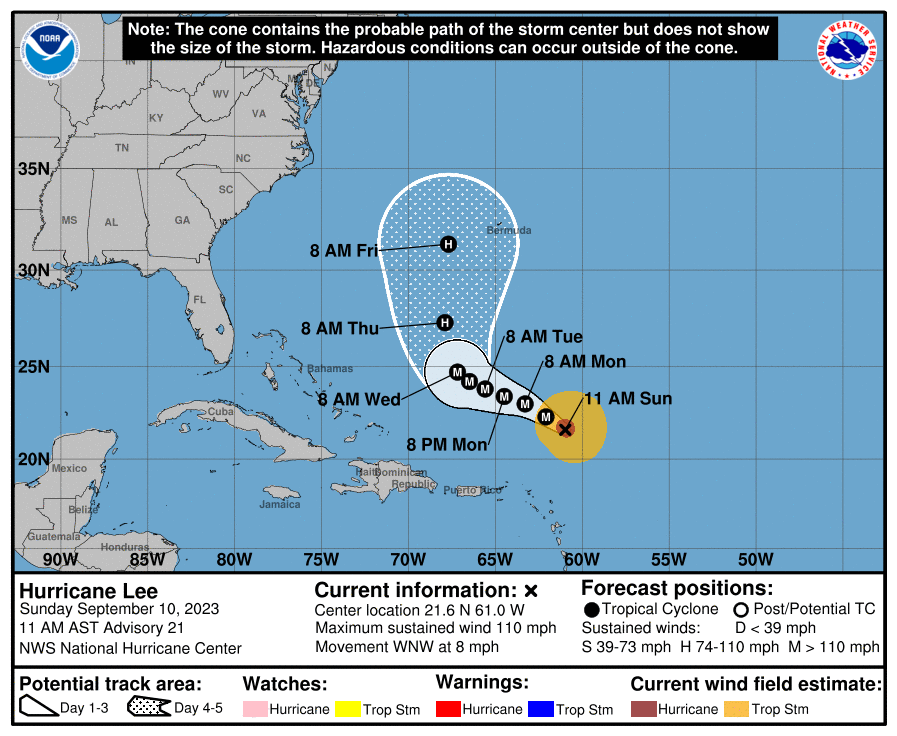 Note: The cone contains the probable path of the storm center but does not show
the size of the storm. Hazardous conditions can occur outside of the cone.
NOAA
NATIONAL WEATHER SERVICE
IN
NJ
MD
DE
WV
VA
KY
TN
NC
35N
SC
MS
AL
GA
Bermuda
8 AM Fri
H
30N
FL
8 AM Thu
H
8 AM Tue
25N
Bahamas
8 AM Mon
M
M
M
M
M
M
8 AM Wed
11 AM Sun
Cuba
8 PM Mon
20N
Mexico
Haiti
Dominican
Republic
Puerto Rico
Jamaica
Belize
Guatemala
Honduras
90W
85W
80W
75W
70W
65W
60W
55W
50W
Hurricane Lee
Sunday September 10, 2023
11 AM AST Advisory 21
NWS National Hurricane Center
Current information: ×
Center location 21.6 N 61.0 W
Maximum sustained wind 110 mph
Movement WNW at 8 mph
Forecast positions:
Tropical Cyclone
Post/Potential TC
Sustained winds: D < 39 mph
S 39-73 mph H 74-110 mph M > 110 mph
Potential track area:
Day 1-3
Day 4-5
Watches:
Hurricane
Trop Stm
Warnings:
Hurricane
Trop Stm
Current wind field estimate:
Hurricane
Trop Stm